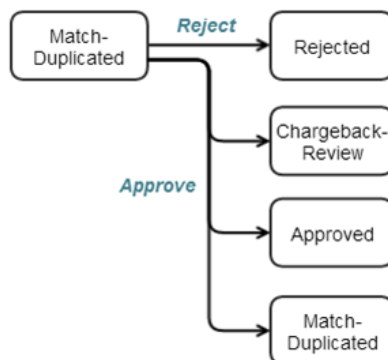 Match-
Duplicated
Reject
Rejected
Chargeback-
Review
Approve
Approved
Match-
Duplicated